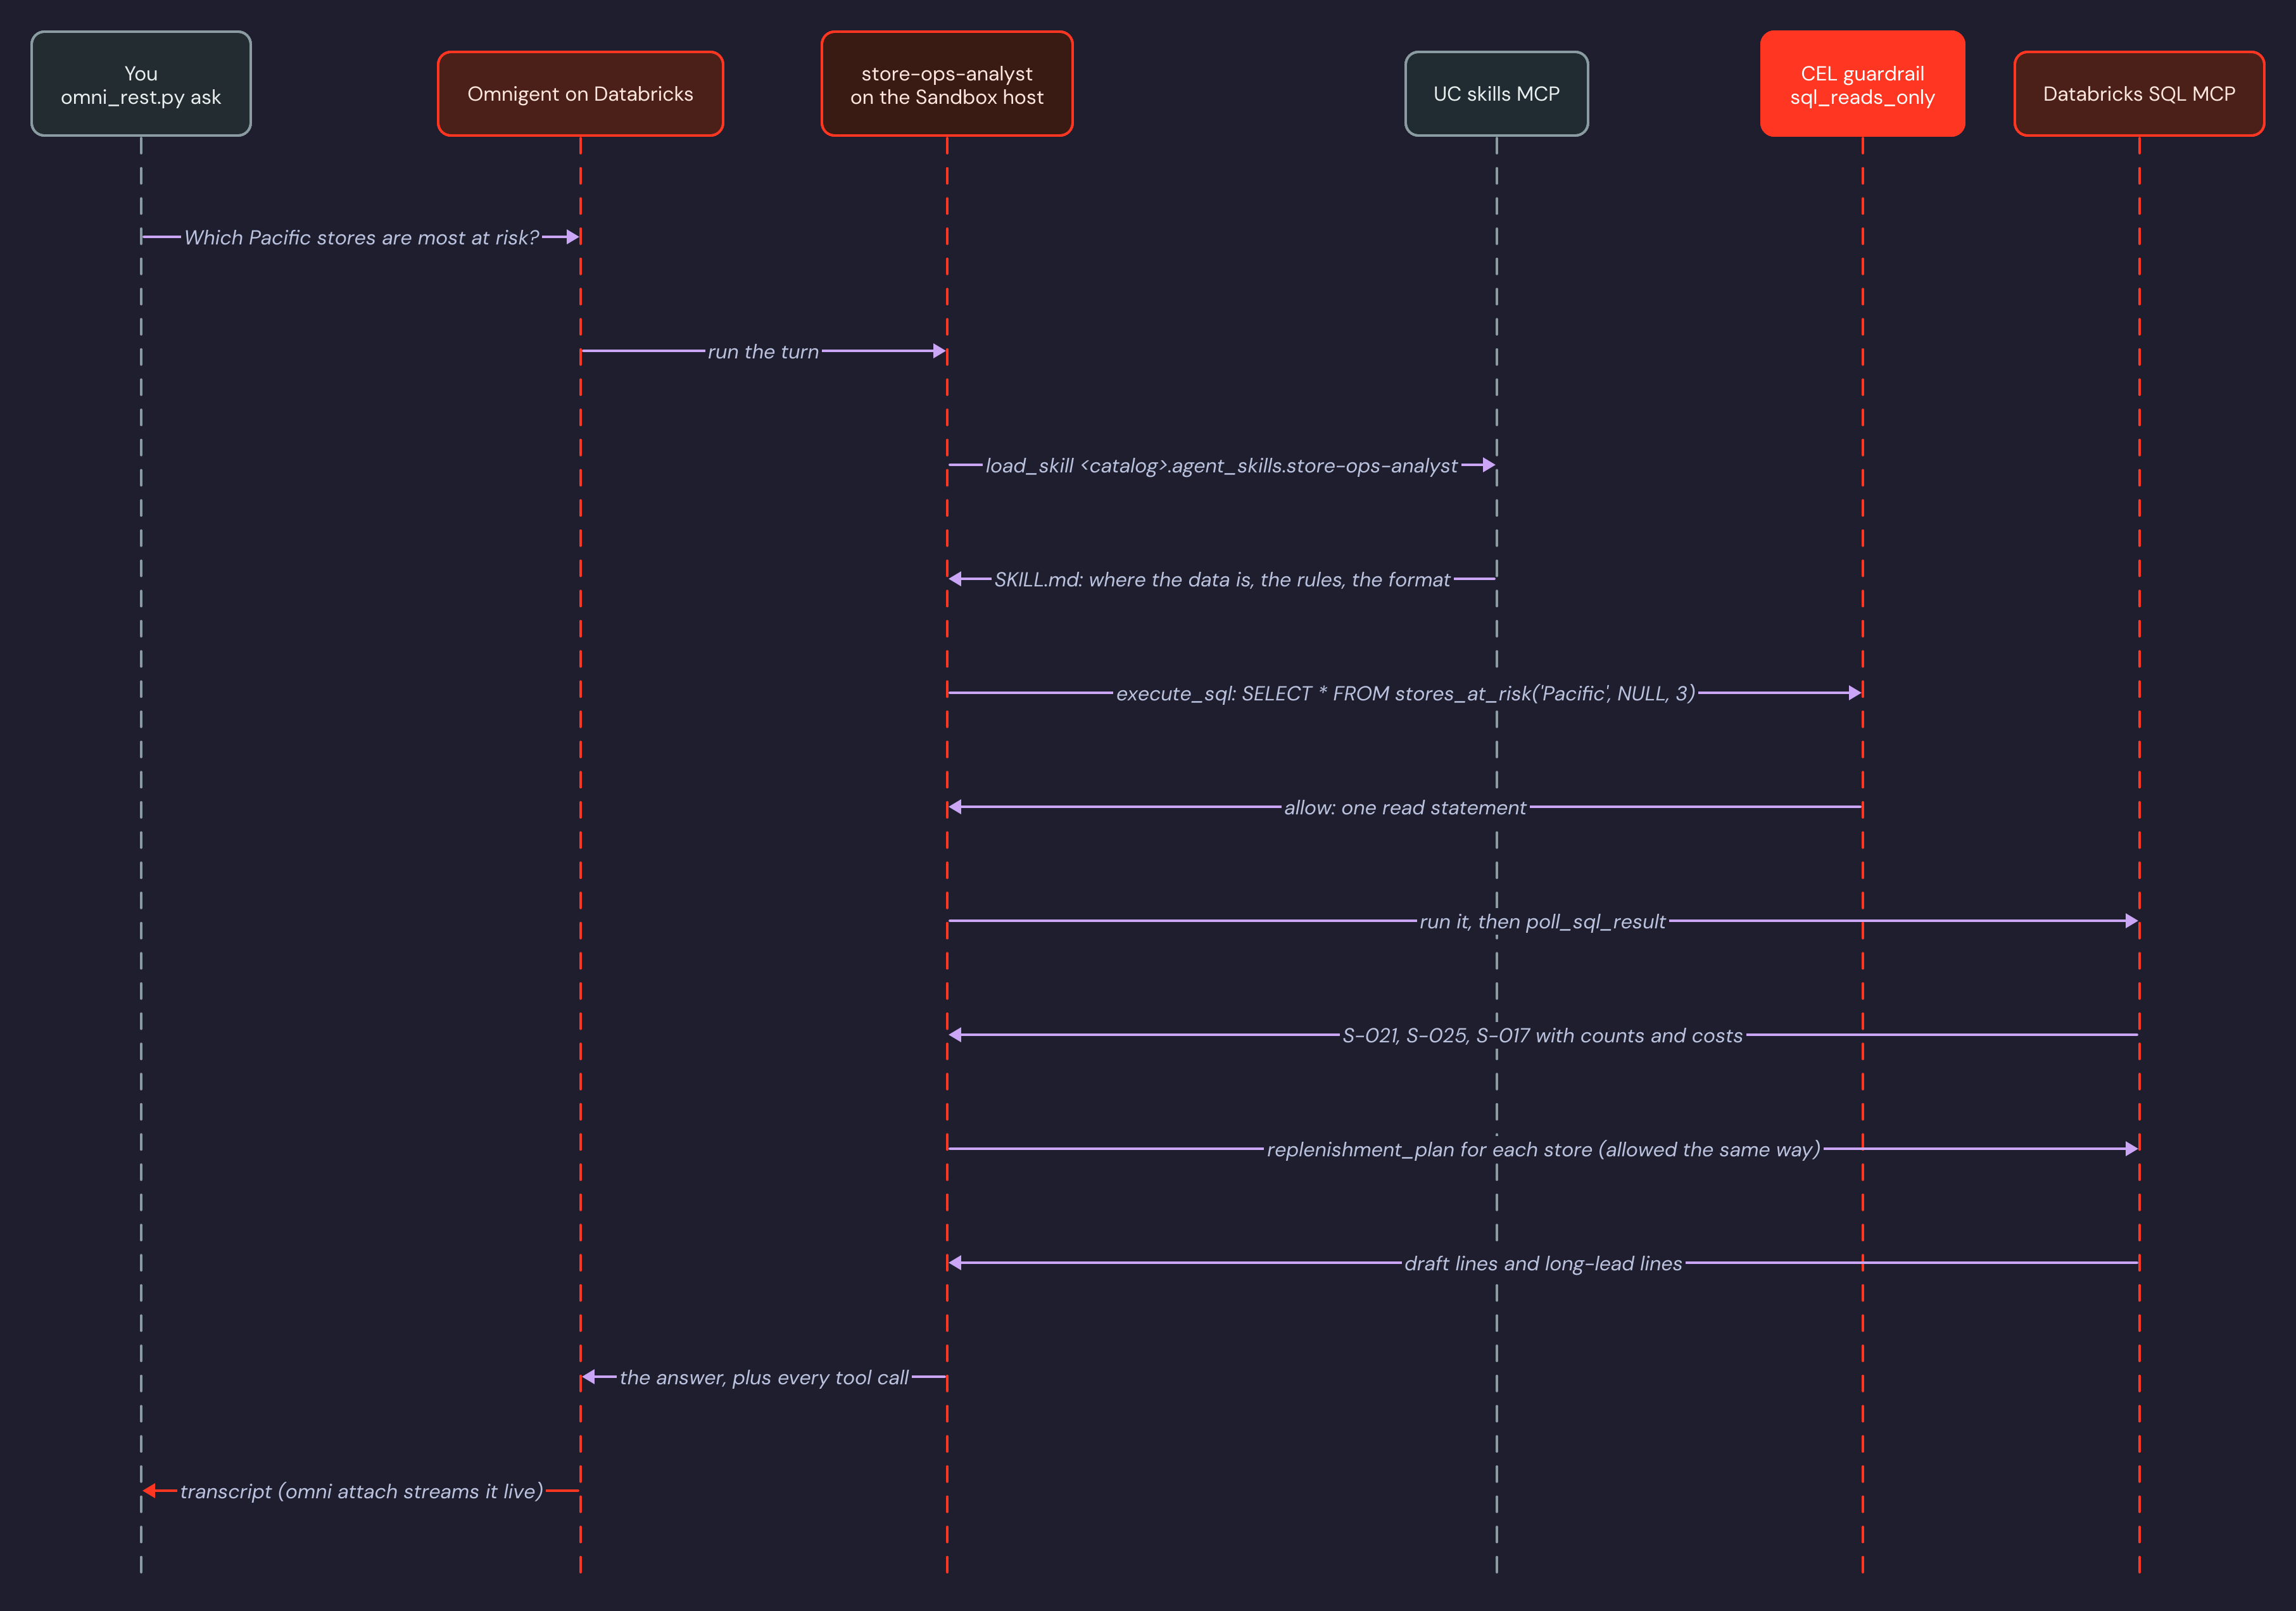 You
omni_rest.py ask
Omnigent on Databricks
store-ops-analyst
on the Sandbox host
UC skills MCP
CEL guardrail
sql_reads_only
Databricks SQL MCP
Which Pacific stores are most at risk?
run the turn
load_skill <catalog>.agent_skills.store-ops-analyst
SKILL.md: where the data is, the rules, the format
execute_sql: SELECT * FROM stores_at_risk('Pacific', NULL, 3)
allow: one read statement
run it, then poll_sql_result
S-021, S-025, S-017 with counts and costs
replenishment_plan for each store (allowed the same way)
draft lines and long-lead lines
the answer, plus every tool call
transcript (omni attach streams it live)